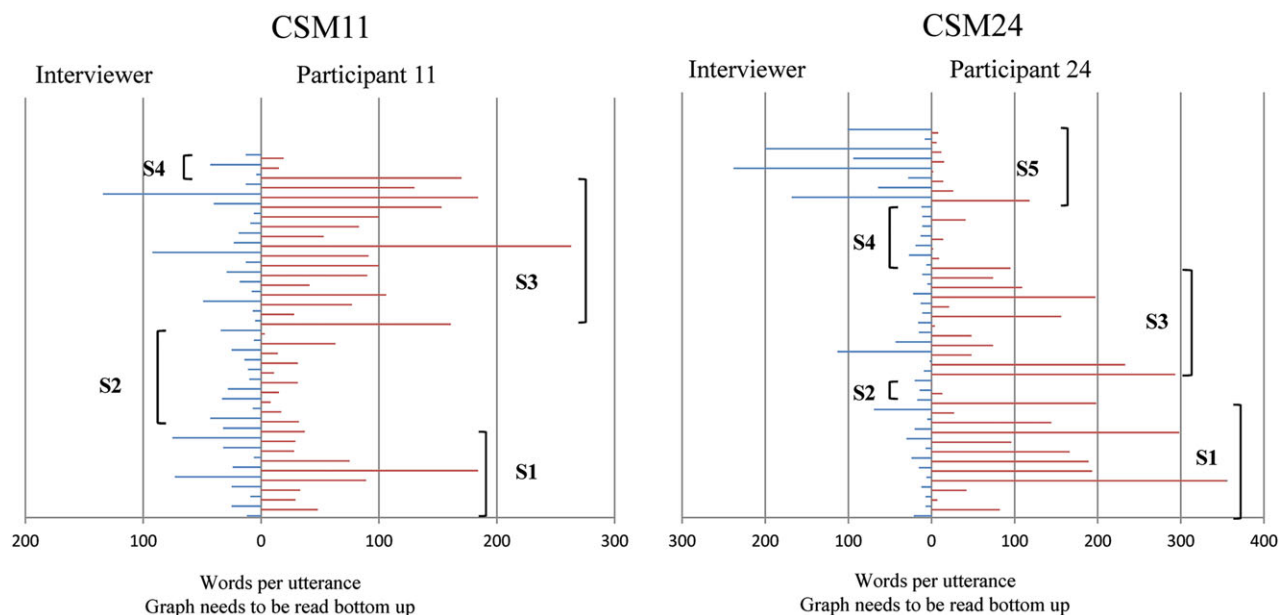 CSM11
Interviewer Participant 11
S4
S3
S2
S1
200 100 0 100 200 300
Words per utterance
Graph needs to be read bottom up
CSM24
Interviewer Participant 24
S5
S4
S3
S2
S1
300 200 100 0 100 200 300 400
Words per utterance
Graph needs to be read bottom up